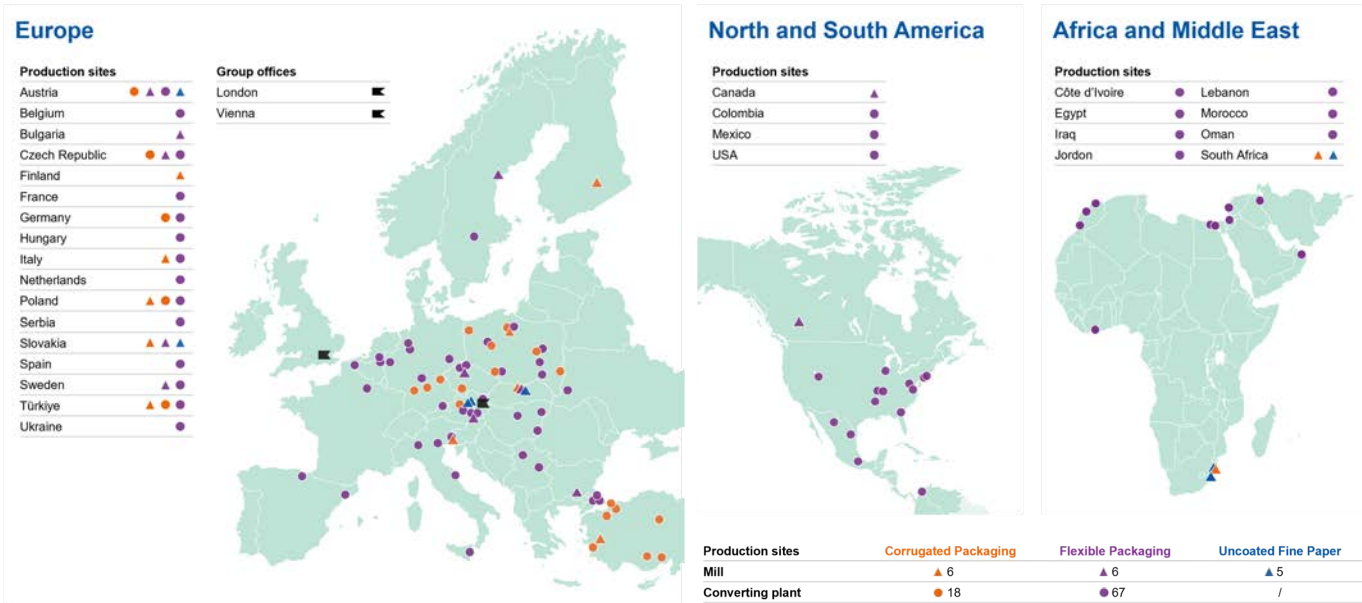 Europe
Production sites
Austria
Belgium
Bulgaria
Czech Republic
Finland
France
Germany
Hungary
Italy
Netherlands
Poland
Serbia
Slovakia
Spain
Sweden
Türkiye
Ukraine
Group offices
London
Vienna
North and South America
Production sites
Canada
Colombia
Mexico
USA
Africa and Middle East
Production sites
Côte d'Ivoire Lebanon
Egypt Morocco
Iraq Oman
Jordon South Africa
Production sites Corrugated Packaging Flexible Packaging Uncoated Fine Paper
Mill 6 6 5
Converting plant 18 67 /